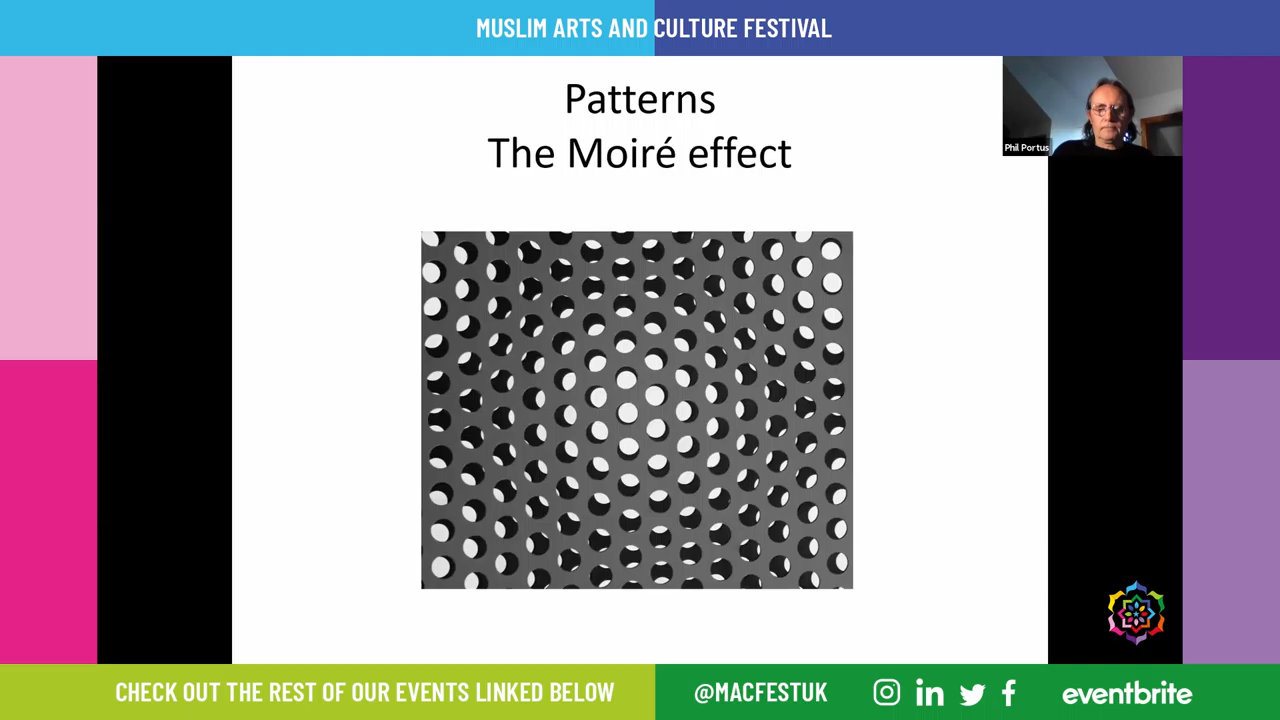 MUSLIM ARTS AND CULTURE FESTIVAL
Patterns
The Moiré effect
Phil Portus
CHECK OUT THE REST OF OUR EVENTS LINKED BELOW
@MACFESTUK
eventbrite